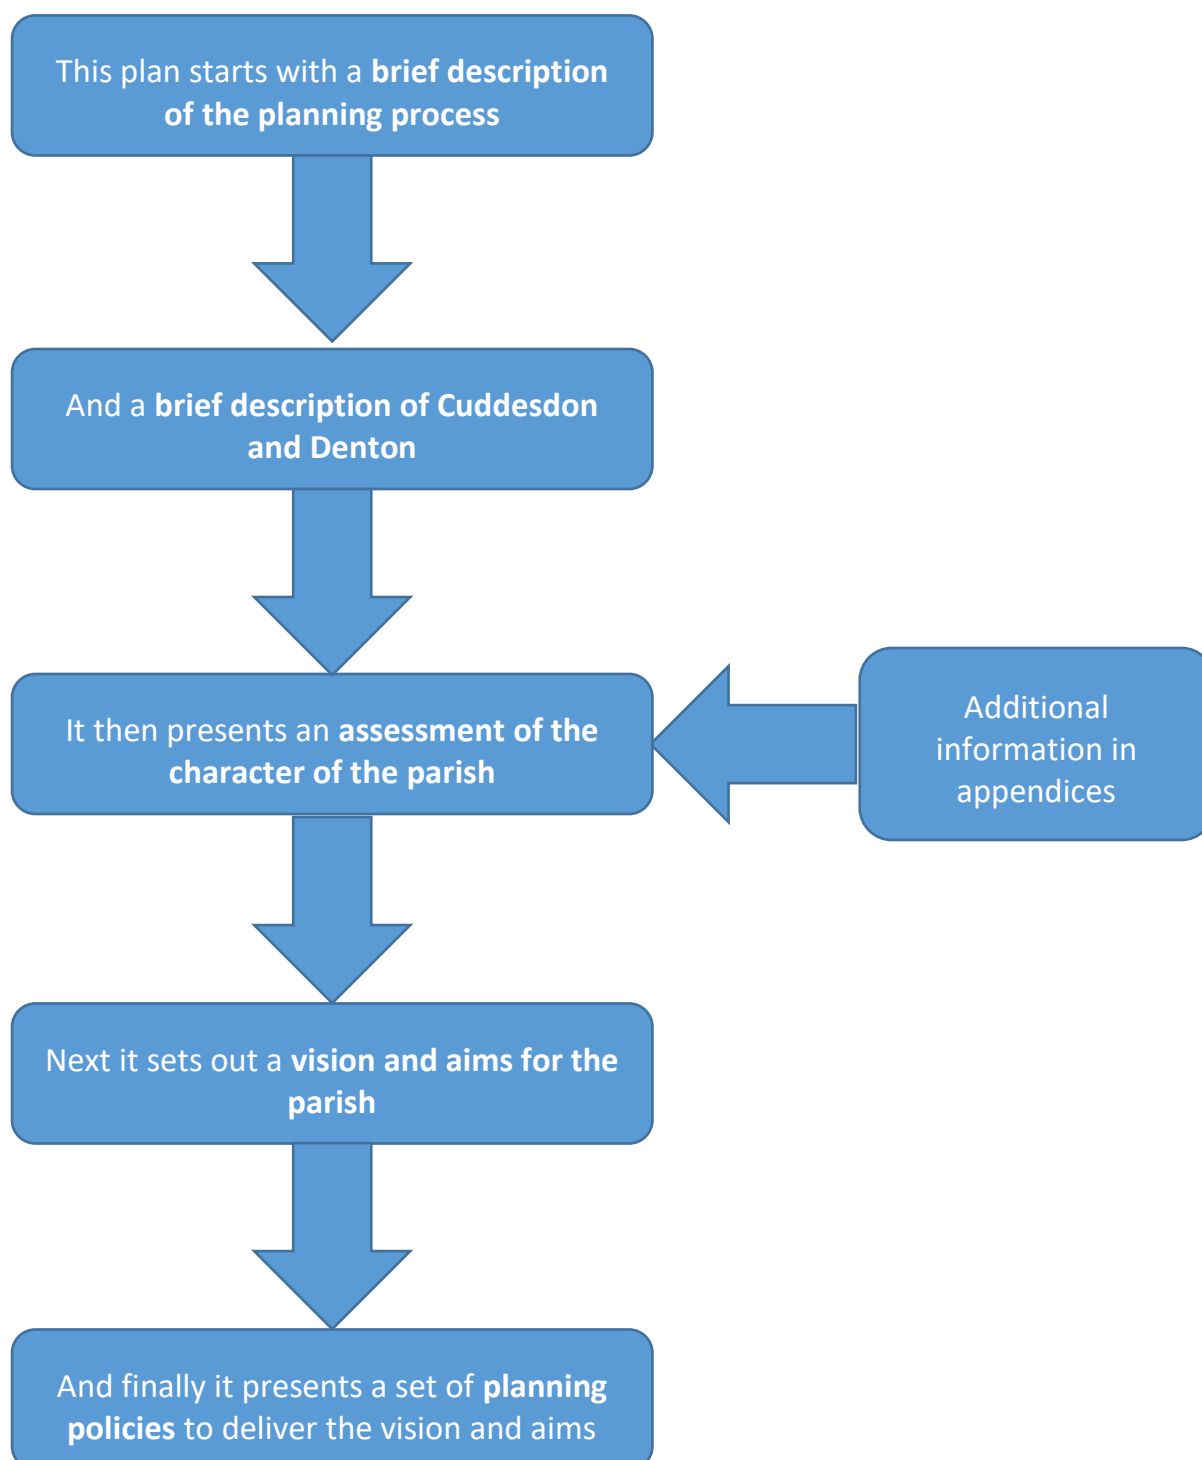 This plan starts with a brief description
of the planning process
And a brief description of Cuddesdon
and Denton
It then presents an assessment of the
character of the parish
Additional
information in
appendices
Next it sets out a vision and aims for the
parish
And finally it presents a set of planning
policies to deliver the vision and aims